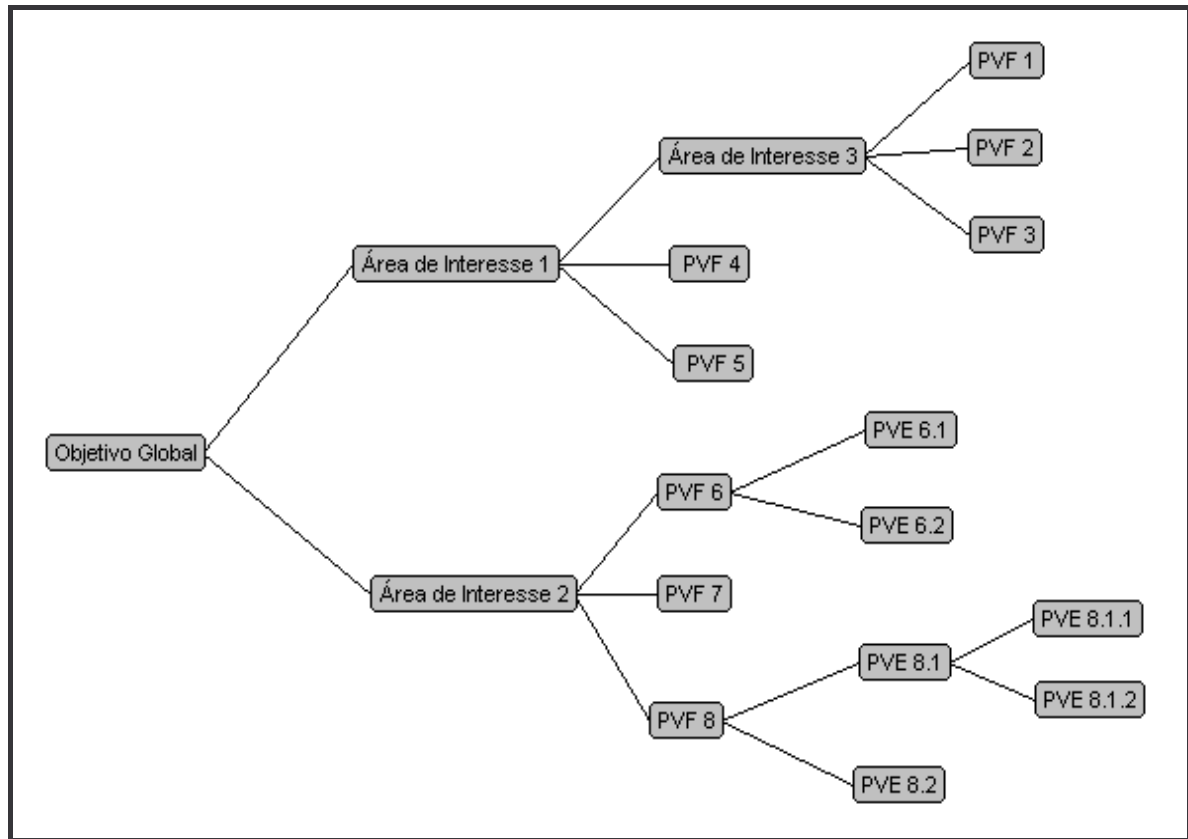 PVF 1
Área de Interesse 3
PVF 2
PVF 3
Área de Interesse 1
PVF 4
PVF 5
Objetivo Global
PVE 6.1
PVF 6
PVE 6.2
Área de Interesse 2
PVF 7
PVE 8.1.1
PVE 8.1
PVE 8.1.2
PVF 8
PVE 8.2